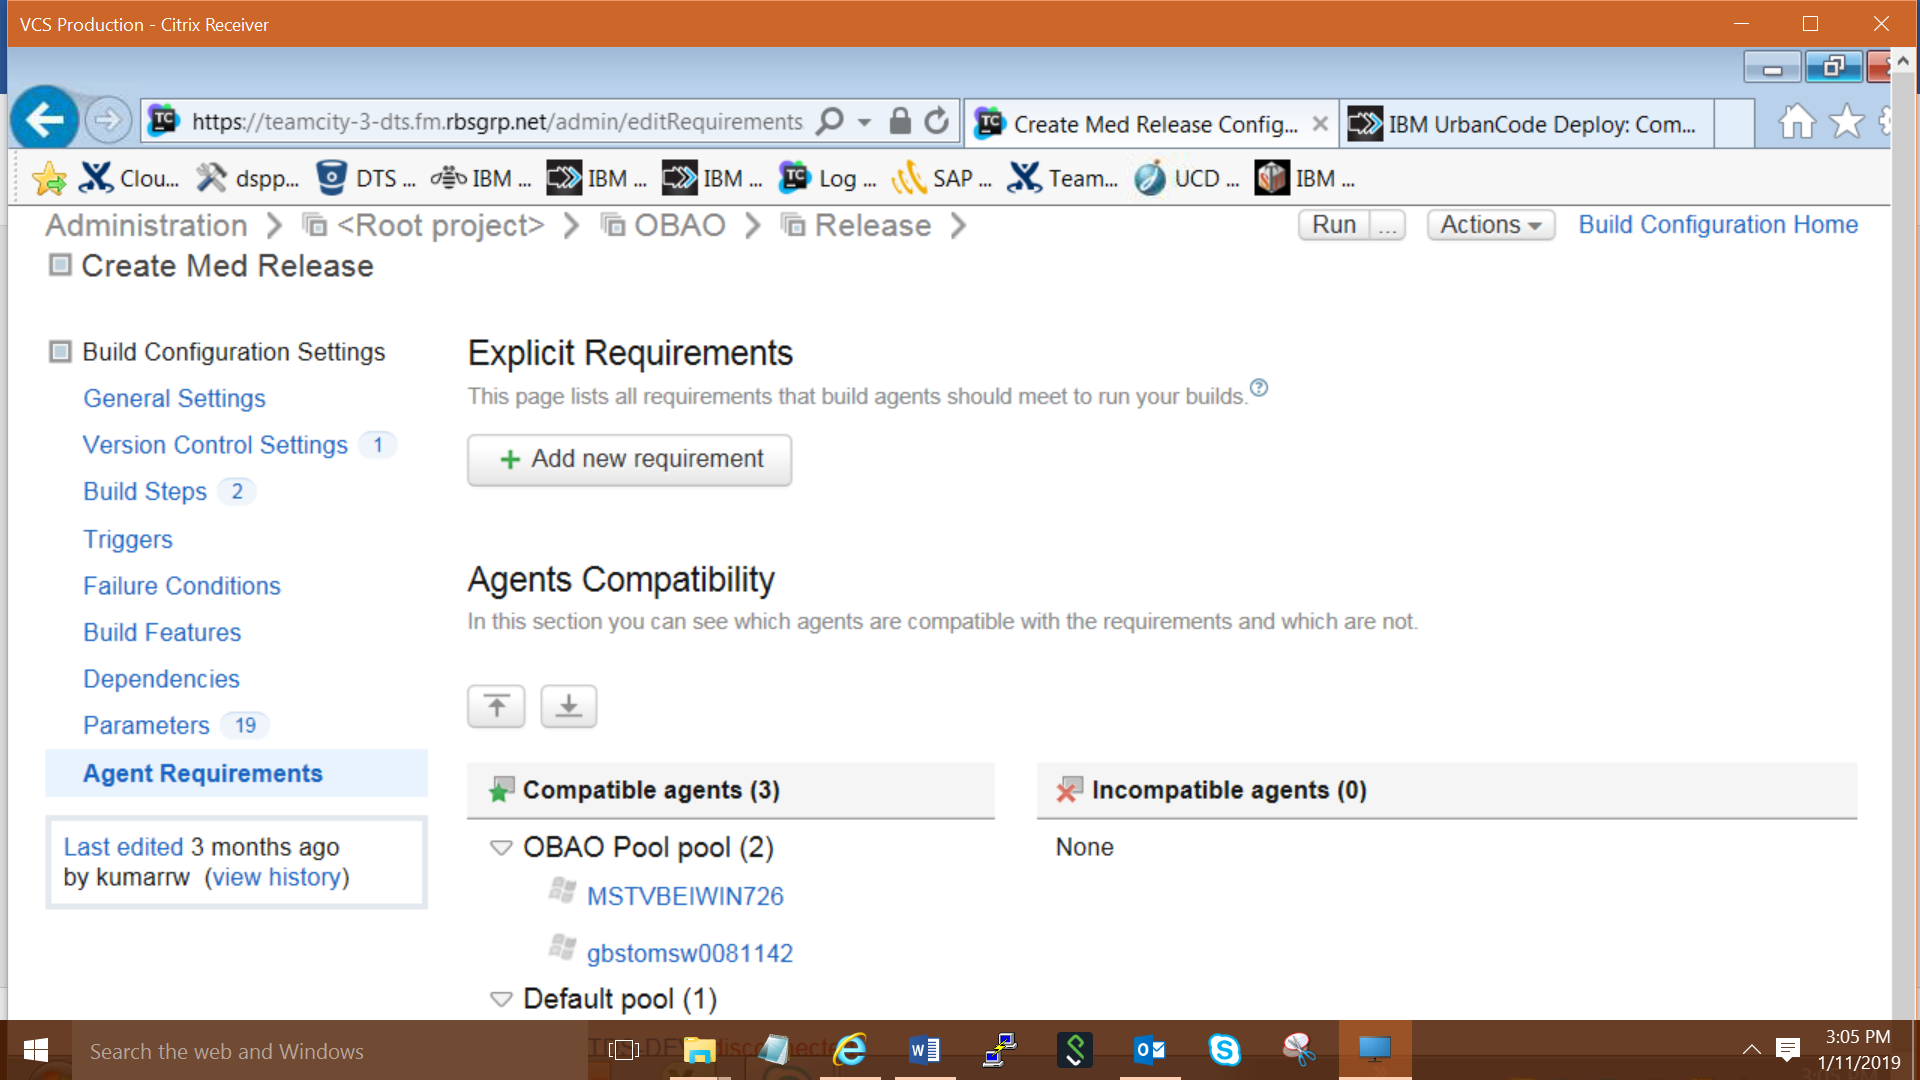 VCS Production - Citrix Receiver
https://teamcity-3-dts.fm.rbsgrp.net/admin/editRequirements
Create Med Release Config...
IBM UrbanCode Deploy: Com...
Clou...
dspp...
DTS ...
IBM ...
IBM ...
IBM ...
Log ...
SAP ...
Team...
UCD ...
IBM ...
Administration
<Root project>
OBAO
Release
Run
...
Actions
Build Configuration Home
Create Med Release
Build Configuration Settings
General Settings
Version Control Settings 1
Build Steps 2
Triggers
Failure Conditions
Build Features
Dependencies
Parameters 19
Agent Requirements
Last edited 3 months ago
by kumarrw (view history)
Explicit Requirements
This page lists all requirements that build agents should meet to run your builds.
+ Add new requirement
Agents Compatibility
In this section you can see which agents are compatible with the requirements and which are not.
Compatible agents (3)
OBAO Pool pool (2)
MSTVBEIWIN726
gbstomsw0081142
Default pool (1)
Incompatible agents (0)
None
Search the web and Windows
3:05 PM
1/11/2019